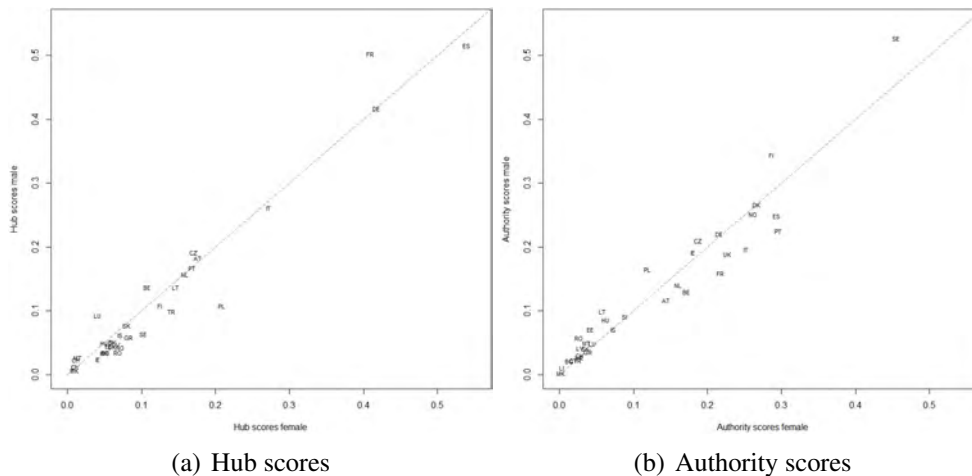 0.5
0.4
0.3
0.2
0.1
0.0
Hub scores male
ES
FR
DE
IT
CZ
AT
PT
NL
BE
LT
PL
FI
TR
LU
UK
IS
GR
SE
RO
IE
0.0 0.1 0.2 0.3 0.4 0.5
Hub scores female
0.5
0.4
0.3
0.2
0.1
0.0
Authority scores male
SE
FI
DK
NO
ES
PT
DE
CZ
IE
IT
UK
PL
FR
NL
BE
AT
LT
HU
SI
EE
IS
RO
0.0 0.1 0.2 0.3 0.4 0.5
Authority scores female
(a) Hub scores
(b) Authority scores